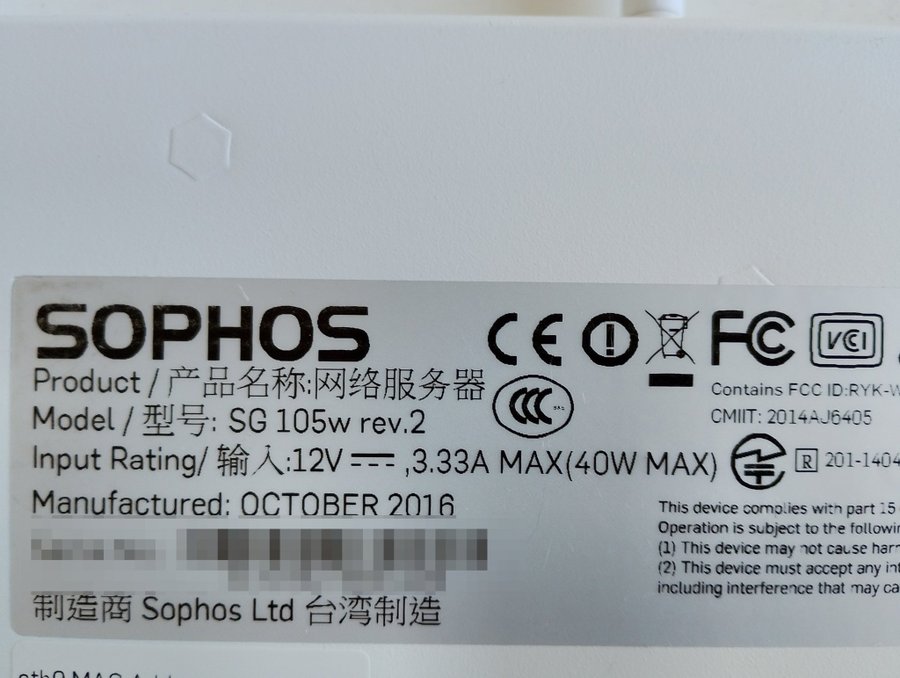 SOPHOS
Product / 产品名称:网络服务器
Model / 型号: SG 105w rev.2
Input Rating/ 输入:12V ⎓ ,3.33A MAX(40W MAX)
Manufactured: OCTOBER 2016
制造商 Sophos Ltd 台湾制造
CE
FC
VCI
CCC
Contains FCC ID:RYK-W
CMIIT: 2014AJ6405
R 201-1404
This device complies with part 15
Operation is subject to the followin
(1) This device may not cause harm
(2) This device must accept any int
including interference that may ca